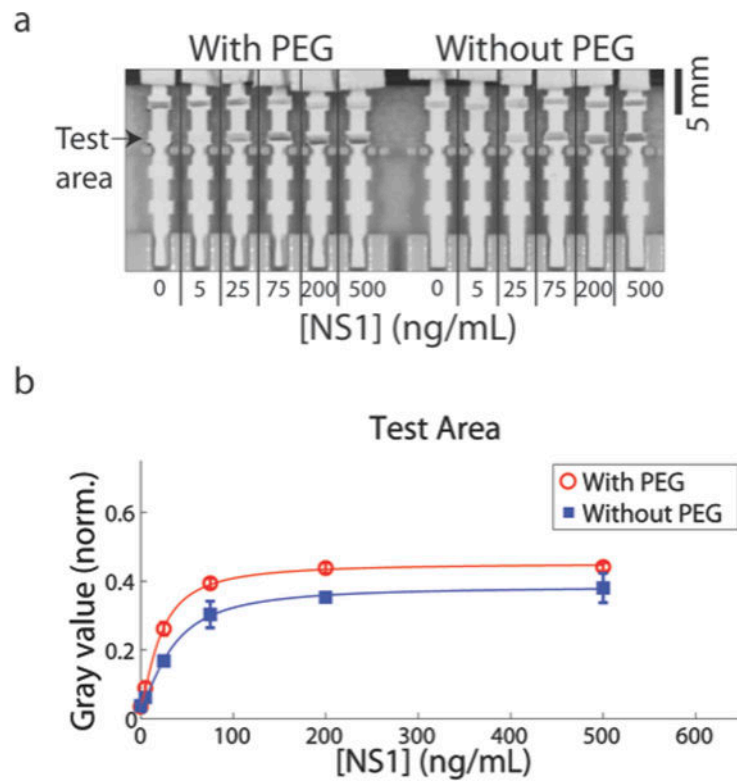 a
With PEG Without PEG
Test area
5 mm
0 5 25 75 200 500 0 5 25 75 200 500
[NS1] (ng/mL)
b
Test Area
With PEG
Without PEG
Gray value (norm.)
0.6
0.4
0.2
0
0 100 200 300 400 500 600
[NS1] (ng/mL)